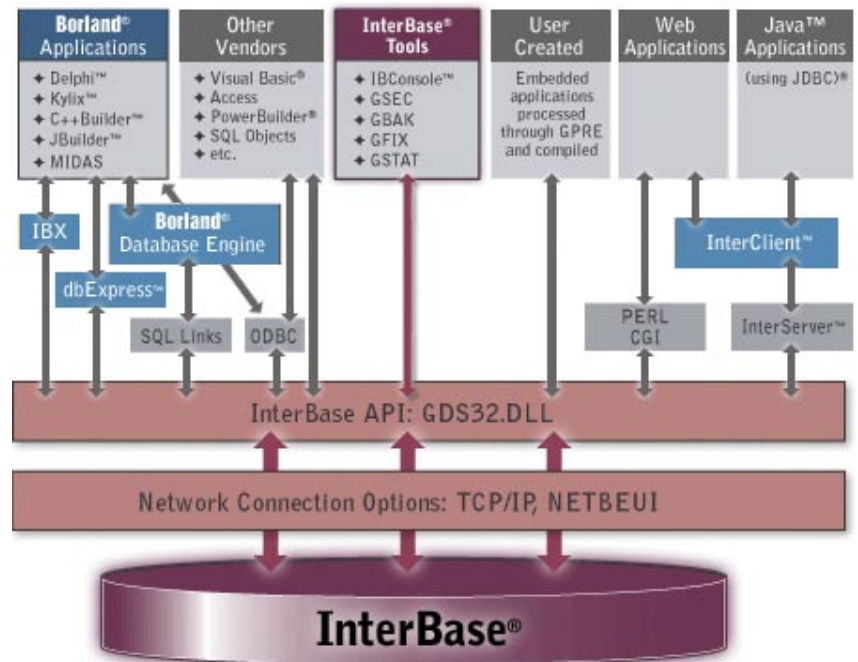 Borland®
Applications
✦ Delphi™
✦ Kylix™
✦ C++Builder™
✦ JBuilder™
✦ MIDAS
Other
Vendors
✦ Visual Basic®
✦ Access
✦ PowerBuilder®
✦ SQL Objects
✦ etc.
InterBase®
Tools
✦ IBConsole™
✦ GSEC
✦ GBAK
✦ GFIX
✦ GSTAT
User
Created
Embedded
applications
processed
through GPRE
and compiled
Web
Applications
Java™
Applications
(using JDBC)®
IBX
Borland®
Database Engine
InterClient™
dbExpress™
SQL Links
ODBC
PERL
CGI
InterServer™
InterBase API: GDS32.DLL
Network Connection Options: TCP/IP, NETBEUI
InterBase®